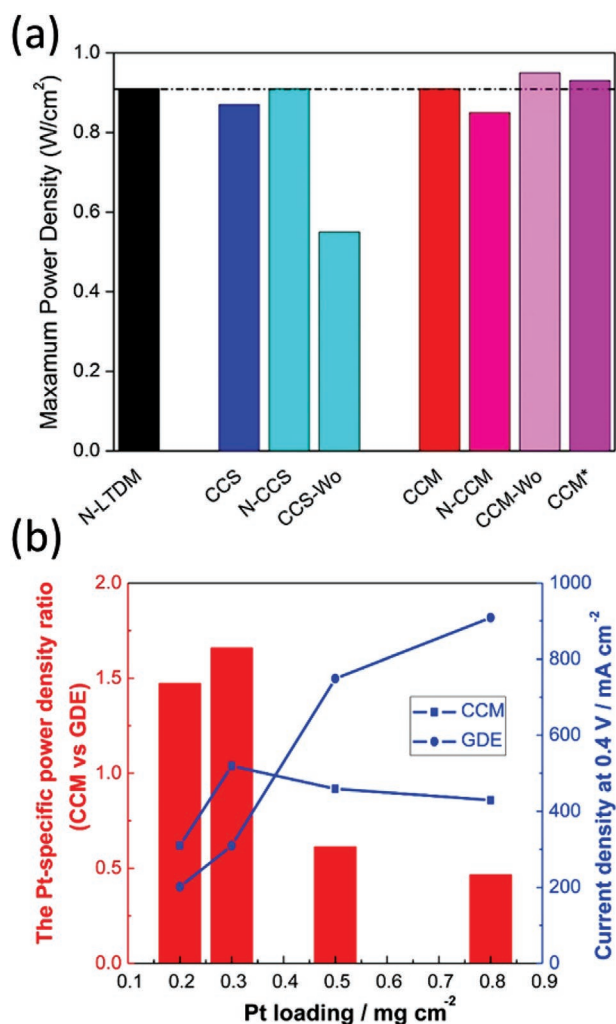 (a)
Maxamum Power Density (W/cm²)
1.0
0.8
0.6
0.4
0.2
0.0
N-LTDM
CCS
N-CCS
CCS-Wo
CCM
N-CCM
CCM-Wo
CCM*
(b)
The Pt-specific power density ratio
(CCM vs GDE)
2.0
1.5
1.0
0.5
0.0
CCM
GDE
1000
800
600
400
200
0
Current density at 0.4 V / mA cm⁻²
0.1 0.2 0.3 0.4 0.5 0.6 0.7 0.8 0.9
Pt loading / mg cm⁻²